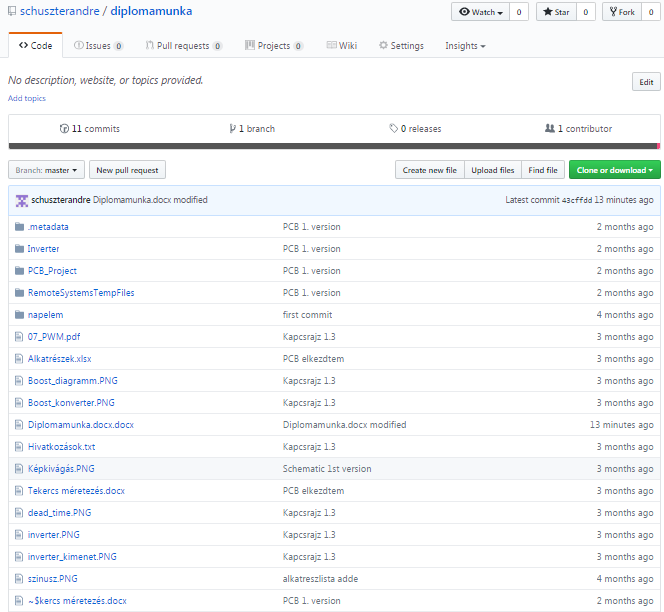 schuszterandre / diplomamunka
Watch 0 Star 0 Fork 0
Code Issues 0 Pull requests 0 Projects 0 Wiki Settings Insights
No description, website, or topics provided. Edit
Add topics
11 commits 1 branch 0 releases 1 contributor
Branch: master New pull request Create new file Upload files Find file Clone or download
schuszterandre Diplomamunka.docx modified Latest commit 43cffdd 13 minutes ago
.metadata PCB 1. version 2 months ago
Inverter PCB 1. version 2 months ago
PCB_Project PCB 1. version 2 months ago
RemoteSystemsTempFiles PCB 1. version 2 months ago
napelem first commit 4 months ago
07_PWM.pdf Kapcsrajz 1.3 3 months ago
Alkatrészek.xlsx PCB elkezdtem 3 months ago
Boost_diagramm.PNG Kapcsrajz 1.3 3 months ago
Boost_konverter.PNG Kapcsrajz 1.3 3 months ago
Diplomamunka.docx.docx Diplomamunka.docx modified 13 minutes ago
Hivatkozások.txt Kapcsrajz 1.3 3 months ago
Képkivágás.PNG Schematic 1st version 3 months ago
Tekercs méretezés.docx PCB elkezdtem 3 months ago
dead_time.PNG Kapcsrajz 1.3 3 months ago
inverter.PNG Kapcsrajz 1.3 3 months ago
inverter_kimenet.PNG Kapcsrajz 1.3 3 months ago
szinusz.PNG alkatreszlista adde 4 months ago
~$kercs méretezés.docx PCB 1. version 2 months ago